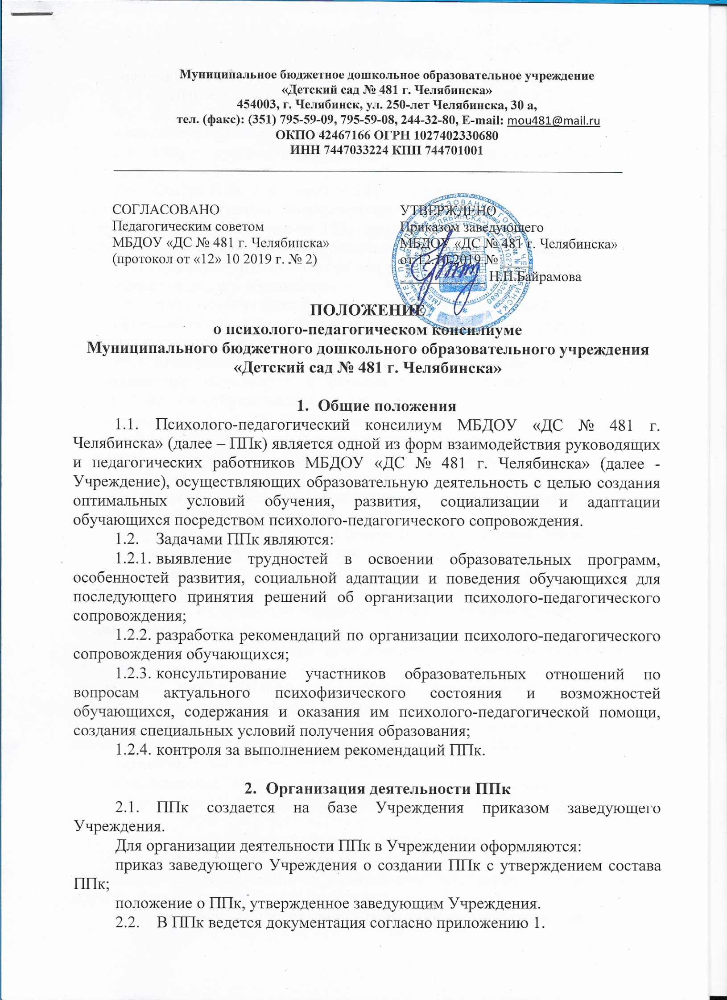 Муниципальное бюджетное дошкольное образовательное учреждение
«Детский сад № 481 г. Челябинска»
454003, г. Челябинск, ул. 250-лет Челябинска, 30 а,
тел. (факс): (351) 795-59-09, 795-59-08, 244-32-80, E-mail: mou481@mail.ru
ОКПО 42467166 ОГРН 1027402330680
ИНН 7447033224 КПП 744701001
СОГЛАСОВАНО
Педагогическим советом
МБДОУ «ДС № 481 г. Челябинска»
(протокол от «12» 10 2019 г. № 2)
УТВЕРЖДЕНО
Приказом заведующего
МБДОУ «ДС № 481 г. Челябинска»
от 12.10.2019 № ____
____________ Н.П.Байрамова
КОМИТЕТ ПО ДЕЛАМ ОБРАЗОВАНИЯ ГОРОДА ЧЕЛЯБИНСКА
ПОЛОЖЕНИЕ
о психолого-педагогическом консилиуме
Муниципального бюджетного дошкольного образовательного учреждения
«Детский сад № 481 г. Челябинска»
1. Общие положения
1.1. Психолого-педагогический консилиум МБДОУ «ДС № 481 г.
Челябинска» (далее – ППк) является одной из форм взаимодействия руководящих
и педагогических работников МБДОУ «ДС № 481 г. Челябинска» (далее -
Учреждение), осуществляющих образовательную деятельность с целью создания
оптимальных условий обучения, развития, социализации и адаптации
обучающихся посредством психолого-педагогического сопровождения.
1.2. Задачами ППк являются:
1.2.1. выявление трудностей в освоении образовательных программ,
особенностей развития, социальной адаптации и поведения обучающихся для
последующего принятия решений об организации психолого-педагогического
сопровождения;
1.2.2. разработка рекомендаций по организации психолого-педагогического
сопровождения обучающихся;
1.2.3. консультирование участников образовательных отношений по
вопросам актуального психофизического состояния и возможностей
обучающихся, содержания и оказания им психолого-педагогической помощи,
создания специальных условий получения образования;
1.2.4. контроля за выполнением рекомендаций ППк.
2. Организация деятельности ППк
2.1. ППк создается на базе Учреждения приказом заведующего
Учреждения.
Для организации деятельности ППк в Учреждении оформляются:
приказ заведующего Учреждения о создании ППк с утверждением состава
ППк;
положение о ППк, утвержденное заведующим Учреждения.
2.2. В ППк ведется документация согласно приложению 1.